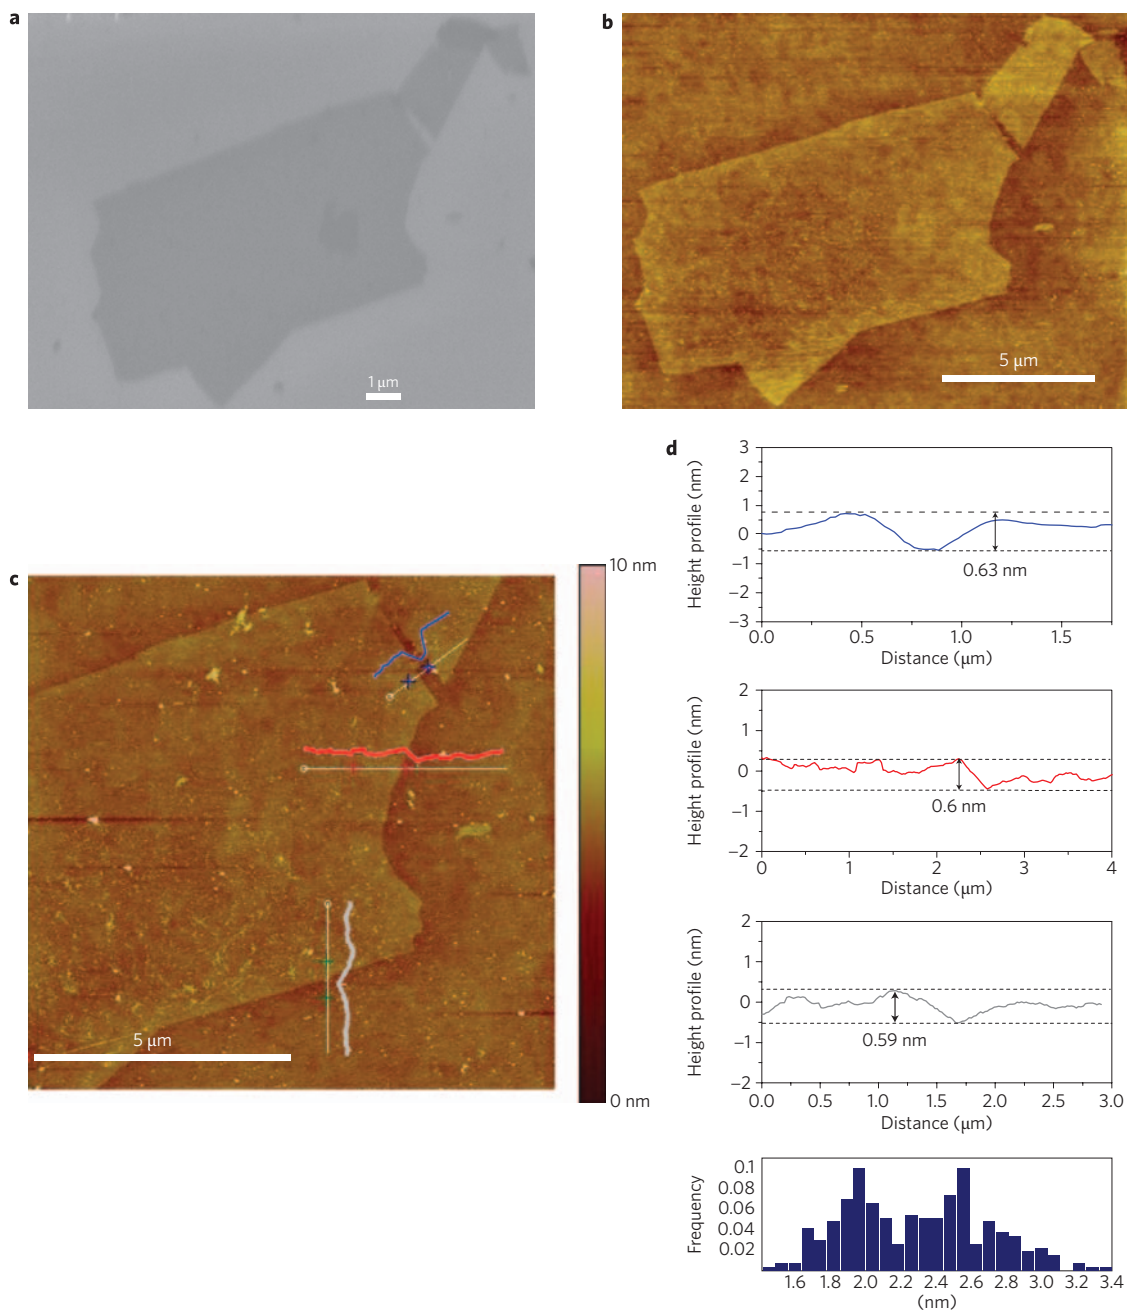 a
1 µm
b
5 µm
c
5 µm
10 nm
0 nm
d
Height profile (nm)
3
2
1
0
−1
−2
−3
0.63 nm
0.0
0.5
1.0
1.5
Distance (µm)
Height profile (nm)
2
1
0
−1
−2
0.6 nm
0
1
2
3
4
Distance (µm)
Height profile (nm)
2
1
0
−1
−2
0.59 nm
0.0
0.5
1.0
1.5
2.0
2.5
3.0
Distance (µm)
Frequency
0.1
0.08
0.06
0.04
0.02
1.6
1.8
2.0
2.2
2.4
2.6
2.8
3.0
3.2
3.4
(nm)